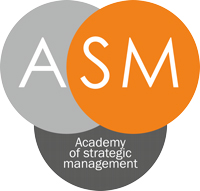 ASM
Academy
of strategic
management